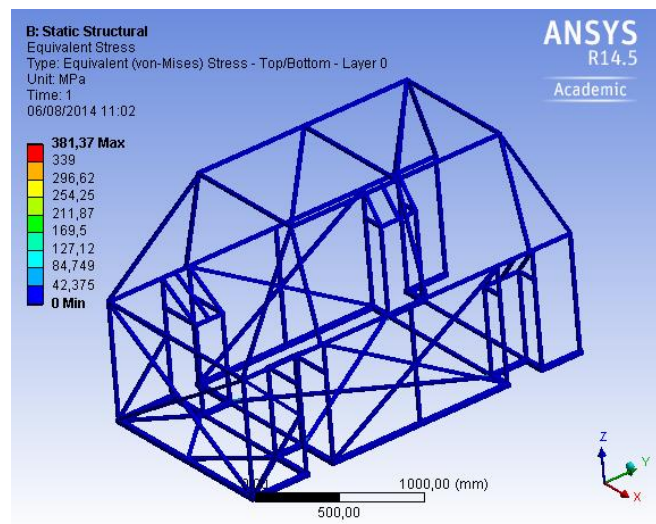 B: Static Structural
Equivalent Stress
Type: Equivalent (von-Mises) Stress - Top/Bottom - Layer 0
Unit: MPa
Time: 1
06/08/2014 11:02
ANSYS
R14.5
Academic
381,37 Max
339
296,62
254,25
211,87
169,5
127,12
84,749
42,375
0 Min
Z
Y
X
1000,00 (mm)
500,00